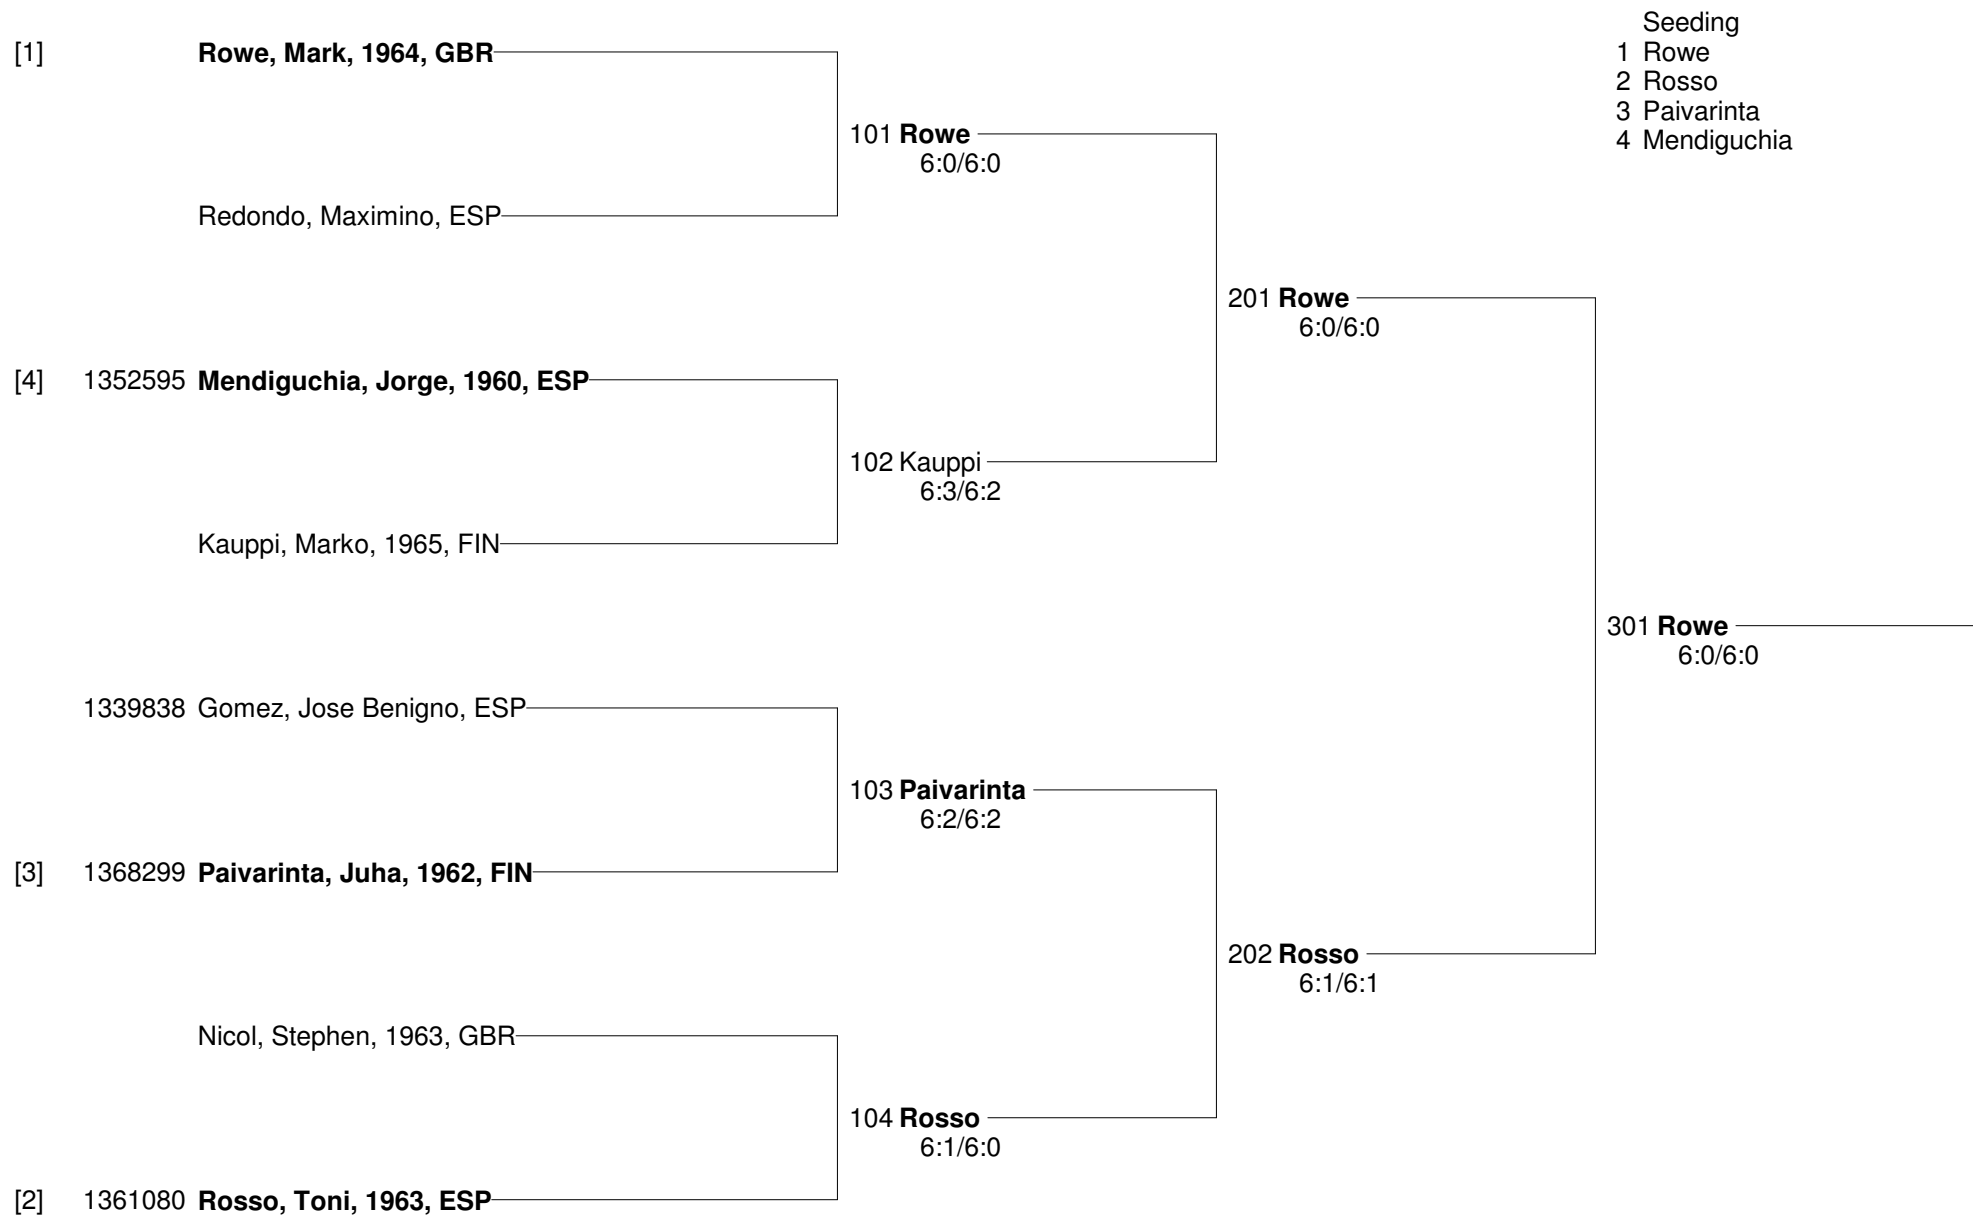 Seeding
1 Rowe
2 Rosso
3 Paivarinta
4 Mendiguchia
[1] Rowe, Mark, 1964, GBR
101 Rowe
6:0/6:0
Redondo, Maximino, ESP
201 Rowe
6:0/6:0
[4] 1352595 Mendiguchia, Jorge, 1960, ESP
102 Kauppi
6:3/6:2
Kauppi, Marko, 1965, FIN
301 Rowe
6:0/6:0
1339838 Gomez, Jose Benigno, ESP
103 Paivarinta
6:2/6:2
[3] 1368299 Paivarinta, Juha, 1962, FIN
202 Rosso
6:1/6:1
Nicol, Stephen, 1963, GBR
104 Rosso
6:1/6:0
[2] 1361080 Rosso, Toni, 1963, ESP